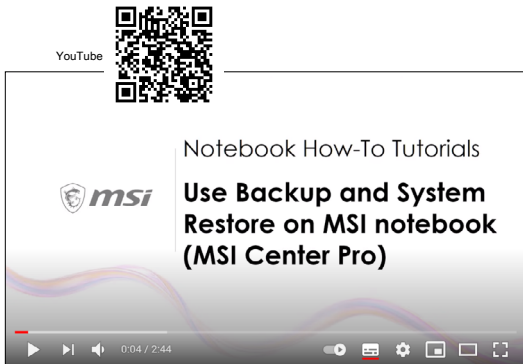 YouTube
Notebook How-To Tutorials
msi
Use Backup and System
Restore on MSI notebook
(MSI Center Pro)
0:04 / 2:44